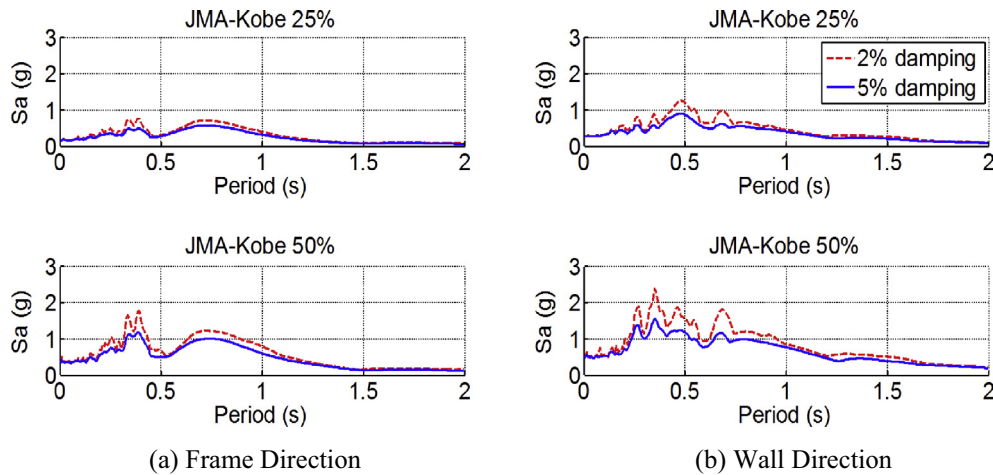 JMA-Kobe 25%
3
2
1
0
Sa (g)
0 0.5 1 1.5 2
Period (s)
JMA-Kobe 25%
3
2
1
0
Sa (g)
2% damping
5% damping
0 0.5 1 1.5 2
Period (s)
JMA-Kobe 50%
3
2
1
0
Sa (g)
0 0.5 1 1.5 2
Period (s)
JMA-Kobe 50%
3
2
1
0
Sa (g)
0 0.5 1 1.5 2
Period (s)
(a) Frame Direction
(b) Wall Direction